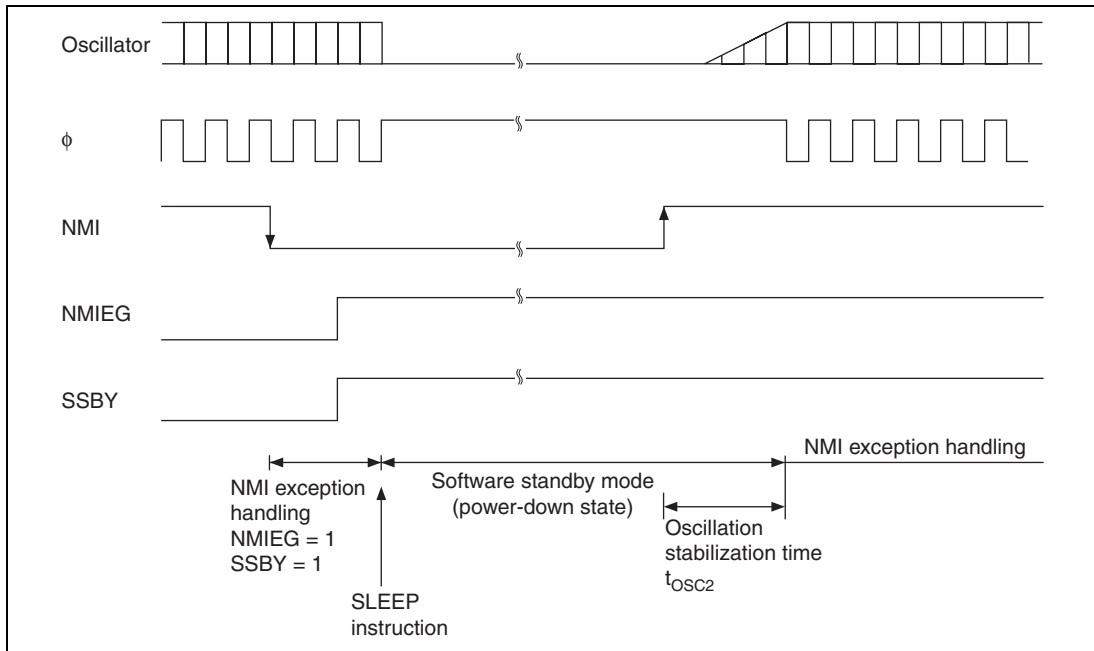 Oscillator
ϕ
NMI
NMIEG
SSBY
NMI exception handling
NMI exception
handling
NMIEG = 1
SSBY = 1
Software standby mode
(power-down state)
Oscillation
stabilization time
tOSC2
SLEEP
instruction